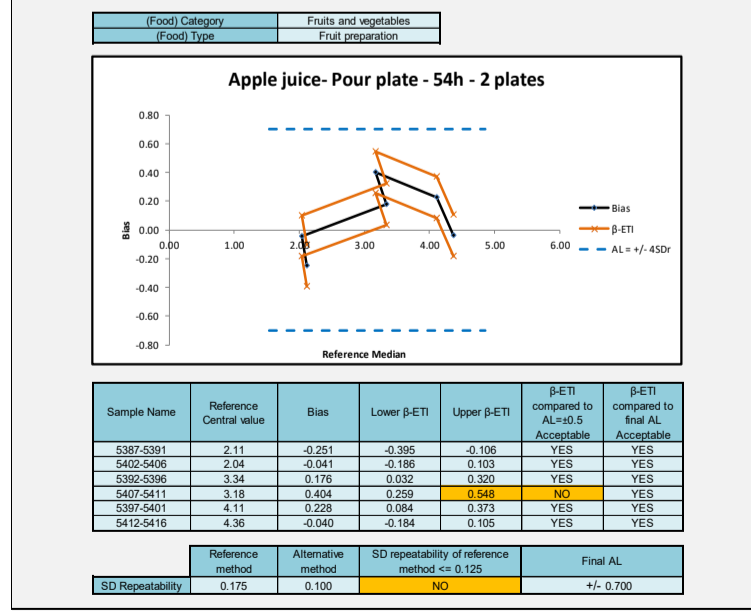 (Food) Category Fruits and vegetables
(Food) Type Fruit preparation
Apple juice- Pour plate - 54h - 2 plates
0.80
0.60
0.40
0.20
0.00
-0.20
-0.40
-0.60
-0.80
Bias
0.00 1.00 2.00 3.00 4.00 5.00 6.00
Reference Median
Bias
β-ETI
AL = +/- 4SDr
Sample Name Reference Central value Bias Lower β-ETI Upper β-ETI β-ETI compared to AL=±0.5 Acceptable β-ETI compared to final AL Acceptable
5387-5391 2.11 -0.251 -0.395 -0.106 YES YES
5402-5406 2.04 -0.041 -0.186 0.103 YES YES
5392-5396 3.34 0.176 0.032 0.320 YES YES
5407-5411 3.18 0.404 0.259 0.548 NO YES
5397-5401 4.11 0.228 0.084 0.373 YES YES
5412-5416 4.36 -0.040 -0.184 0.105 YES YES
Reference method Alternative method SD repeatability of reference method <= 0.125 Final AL
SD Repeatability 0.175 0.100 NO +/- 0.700